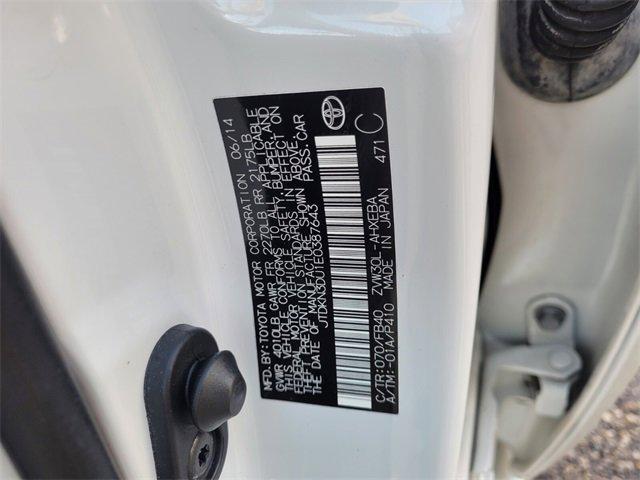 MFD. BY: TOYOTA MOTOR CORPORATION 06/14
GVWR 4010LB GAWR FR 2270LB RR 2175LB
THIS VEHICLE CONFORMS TO ALL APPLICABLE
FEDERAL MOTOR VEHICLE SAFETY, BUMPER, AND
THEFT PREVENTION STANDARDS IN EFFECT ON
THE DATE OF MANUFACTURE SHOWN ABOVE.
JTDKN3DU1E0387643 PASS. CAR
C/TR: 070/FB40 ZVW30L-AHXEBA
A/TM: -01A/P410 MADE IN JAPAN 471 C